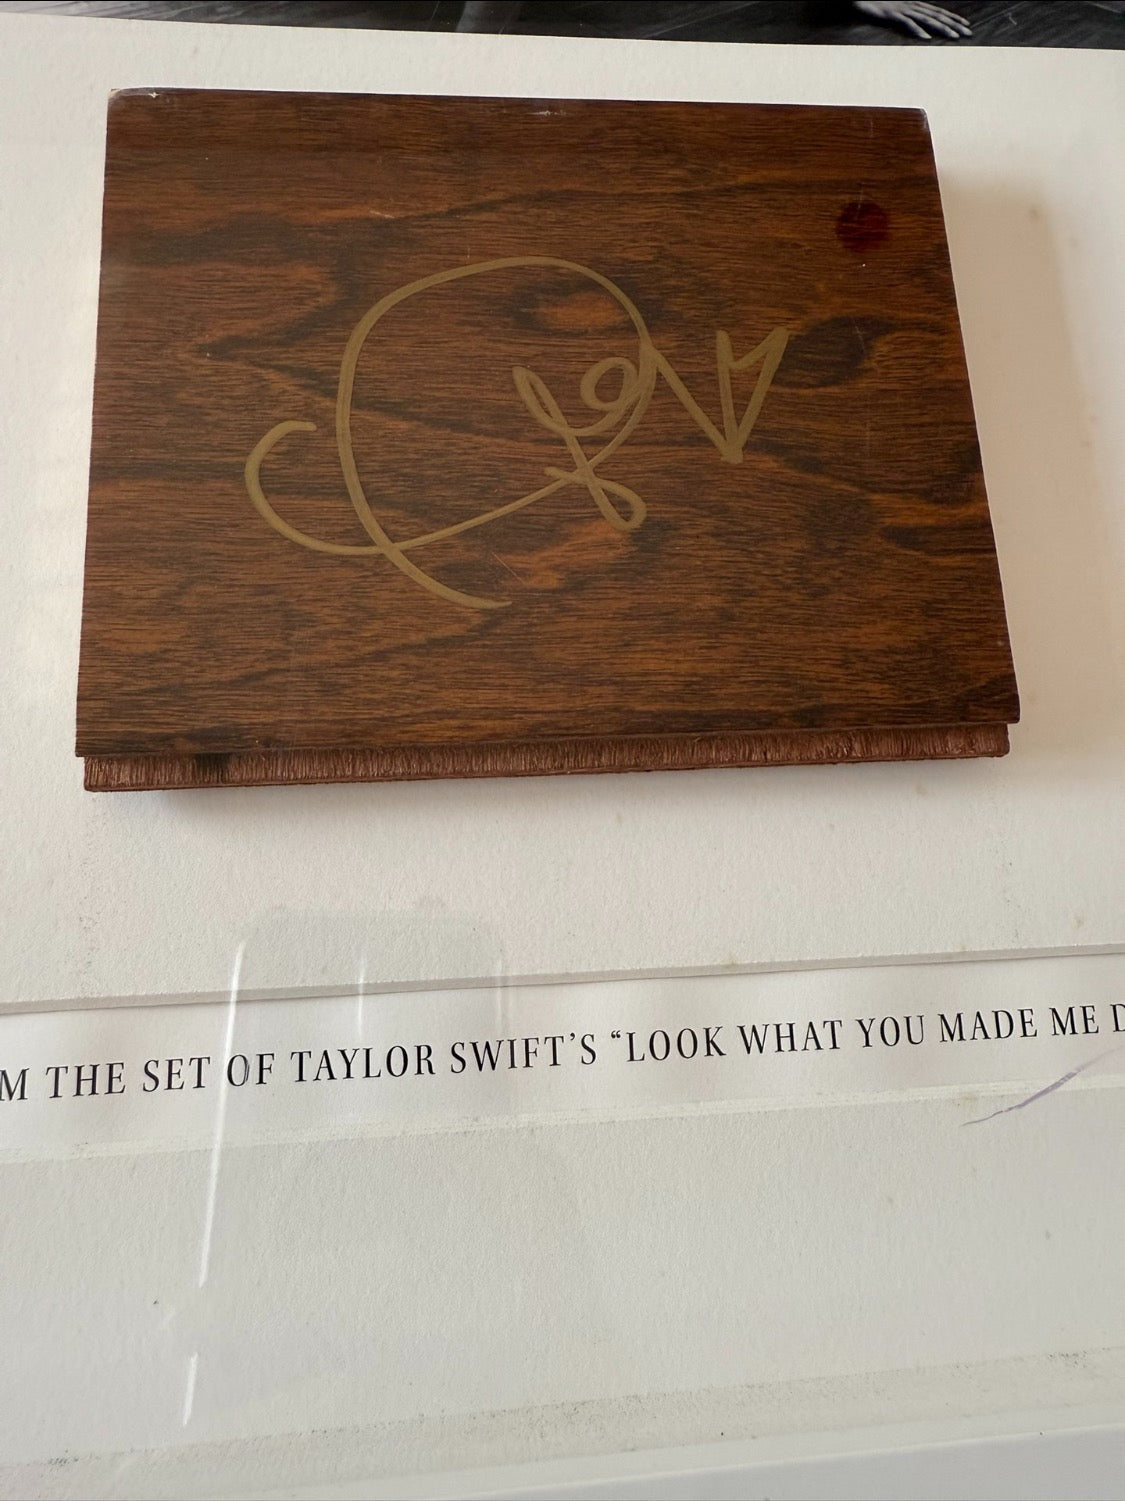 M THE SET OF TAYLOR SWIFT'S “LOOK WHAT YOU MADE ME D